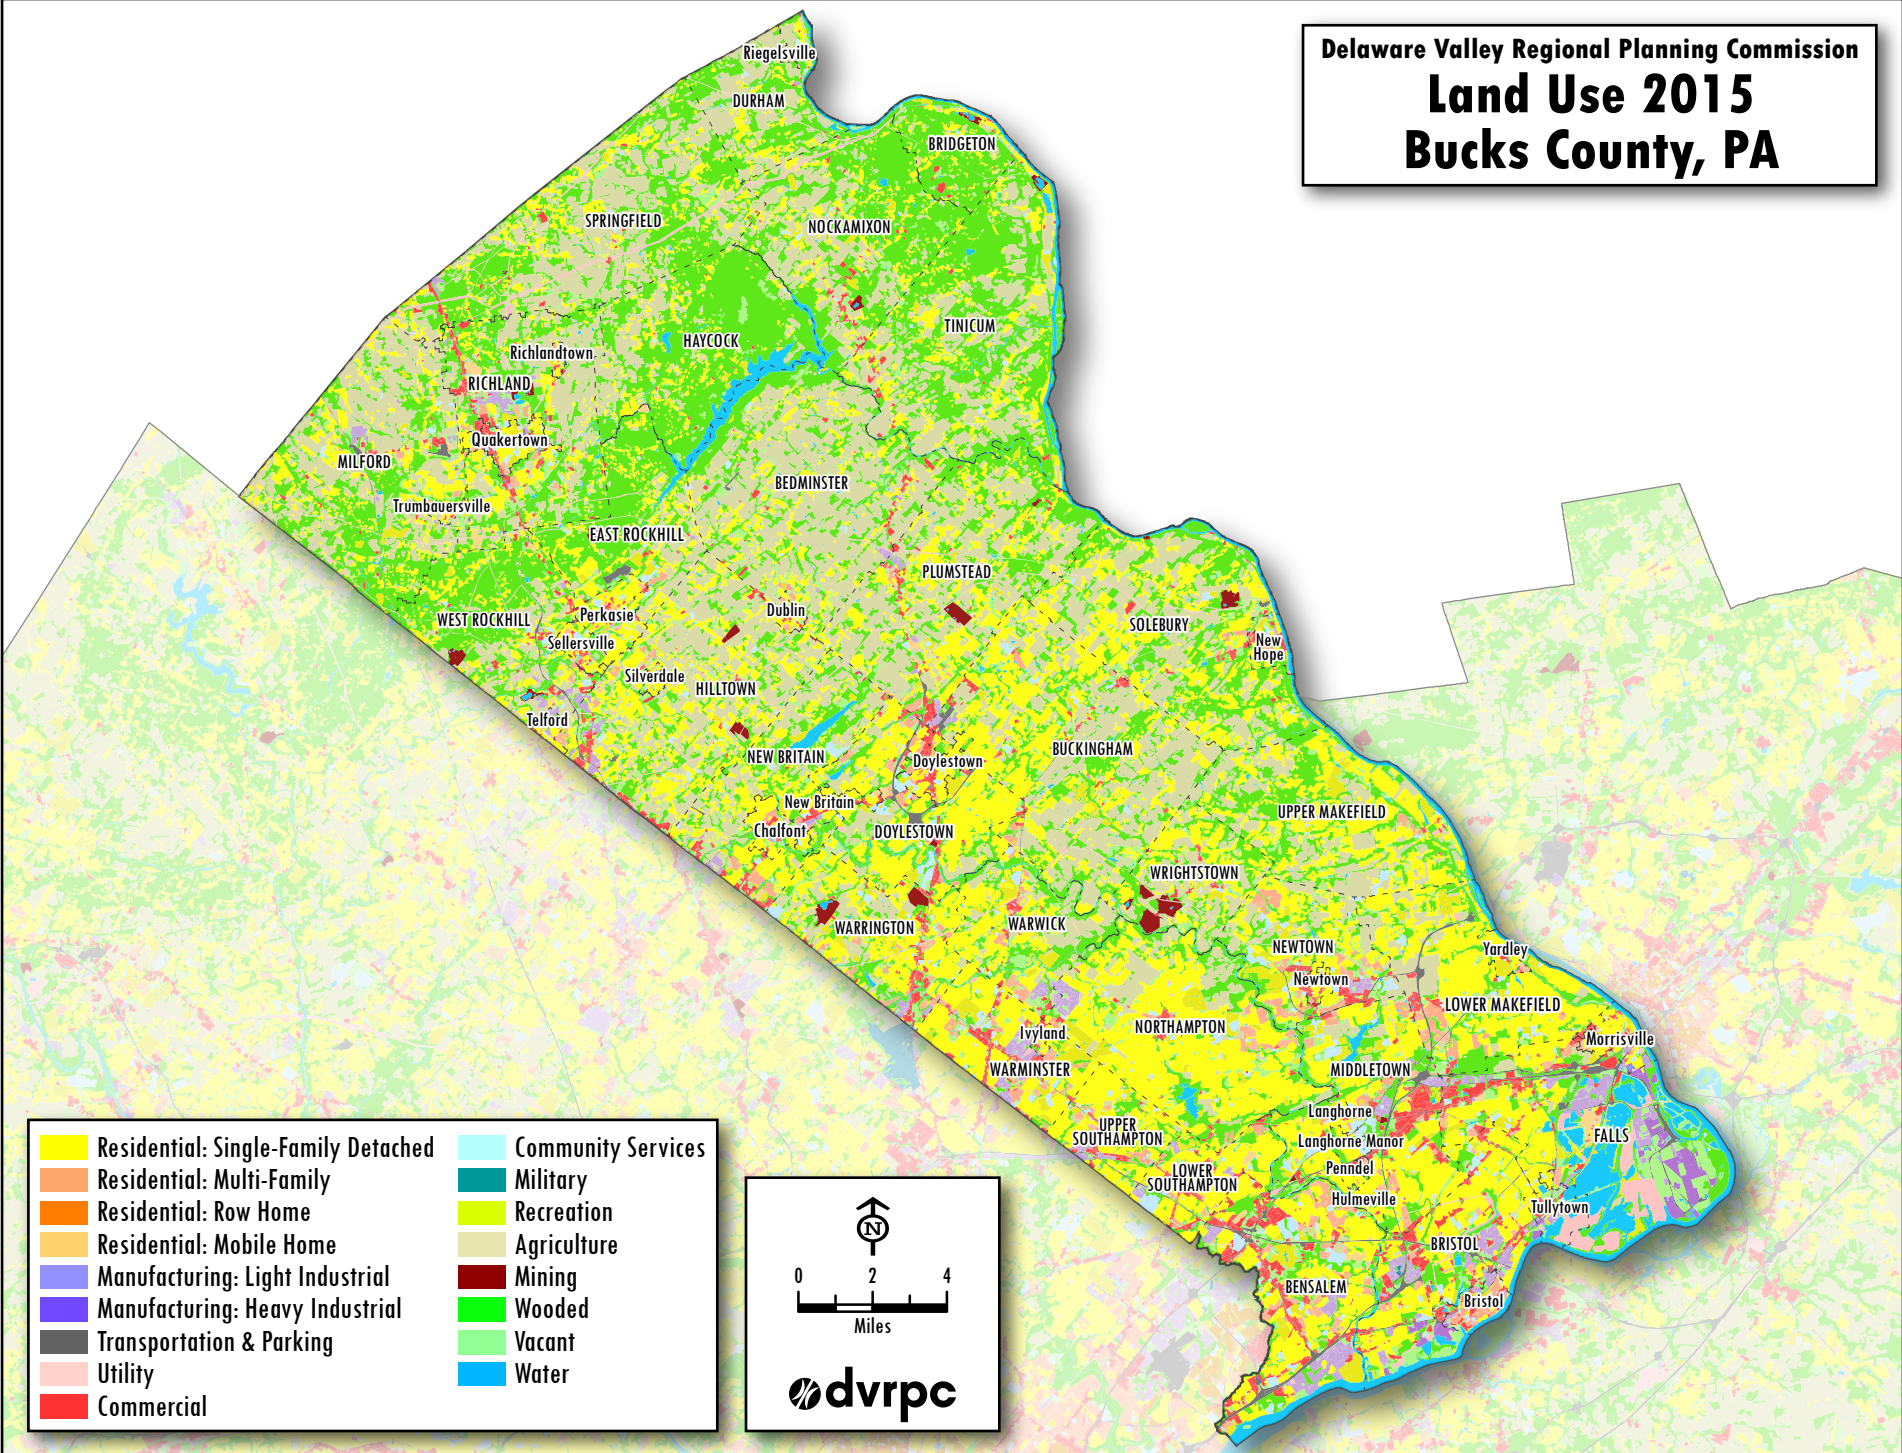 Delaware Valley Regional Planning Commission
Land Use 2015
Bucks County, PA
Riegelsville
DURHAM
BRIDGETON
SPRINGFIELD
NOCKAMIXON
TINICUM
HAYCOCK
Richlandtown
RICHLAND
Quakertown
MILFORD
BEDMINSTER
Trumbauersville
EAST ROCKHILL
PLUMSTEAD
Dublin
Perkasie
WEST ROCKHILL
SOLEBURY
New
Hope
Sellersville
Silverdale
HILLTOWN
Telford
BUCKINGHAM
NEW BRITAIN
Doylestown
New Britain
UPPER MAKEFIELD
Chalfont
DOYLESTOWN
WRIGHTSTOWN
WARRINGTON
WARWICK
NEWTOWN
Yardley
Newtown
LOWER MAKEFIELD
NORTHAMPTON
Ivyland
Morrisville
WARMINSTER
MIDDLETOWN
Langhorne
UPPER
SOUTHAMPTON
FALLS
Langhorne Manor
Penndel
LOWER
SOUTHAMPTON
Hulmeville
Tullytown
BRISTOL
BENSALEM
Bristol
Residential: Single-Family Detached
Residential: Multi-Family
Residential: Row Home
Residential: Mobile Home
Manufacturing: Light Industrial
Manufacturing: Heavy Industrial
Transportation & Parking
Utility
Commercial
Community Services
Military
Recreation
Agriculture
Mining
Wooded
Vacant
Water
N
0 2 4
Miles
dvrpc